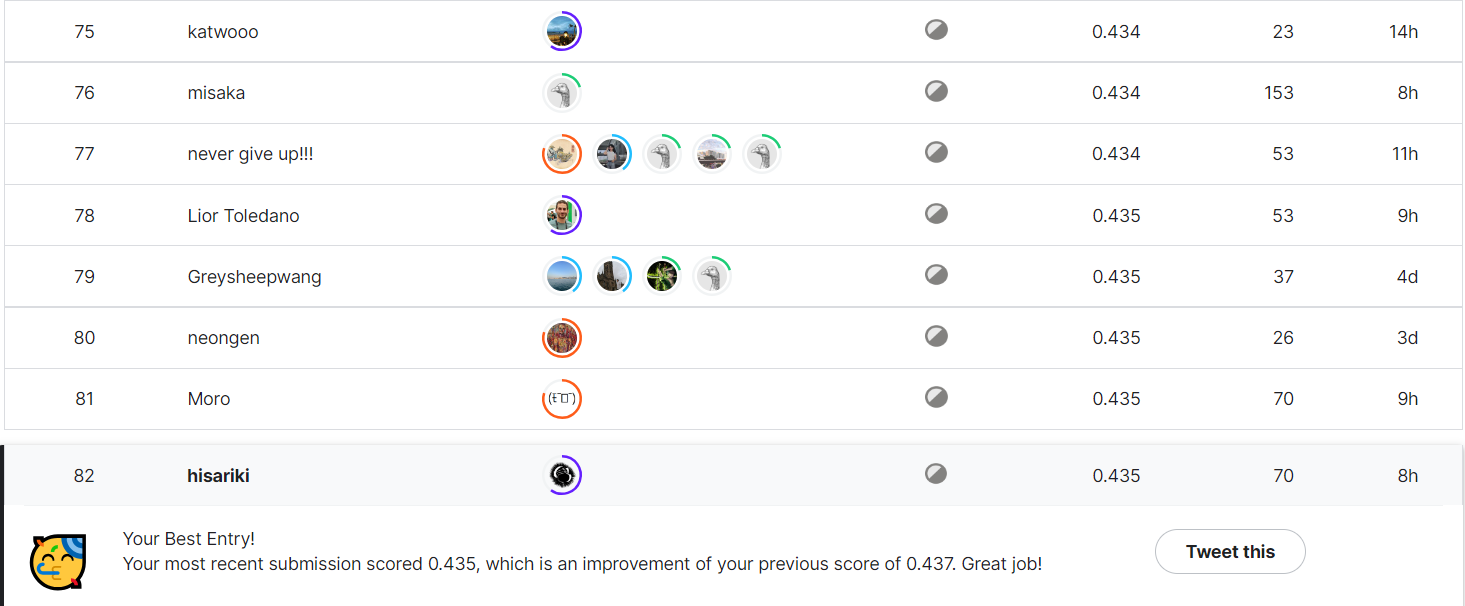 75 katwooo 0.434 23 14h
76 misaka 0.434 153 8h
77 never give up!!! 0.434 53 11h
78 Lior Toledano 0.435 53 9h
79 Greysheepwang 0.435 37 4d
80 neongen 0.435 26 3d
81 Moro 0.435 70 9h
82 hisariki 0.435 70 8h
Your Best Entry!
Your most recent submission scored 0.435, which is an improvement of your previous score of 0.437. Great job!
Tweet this